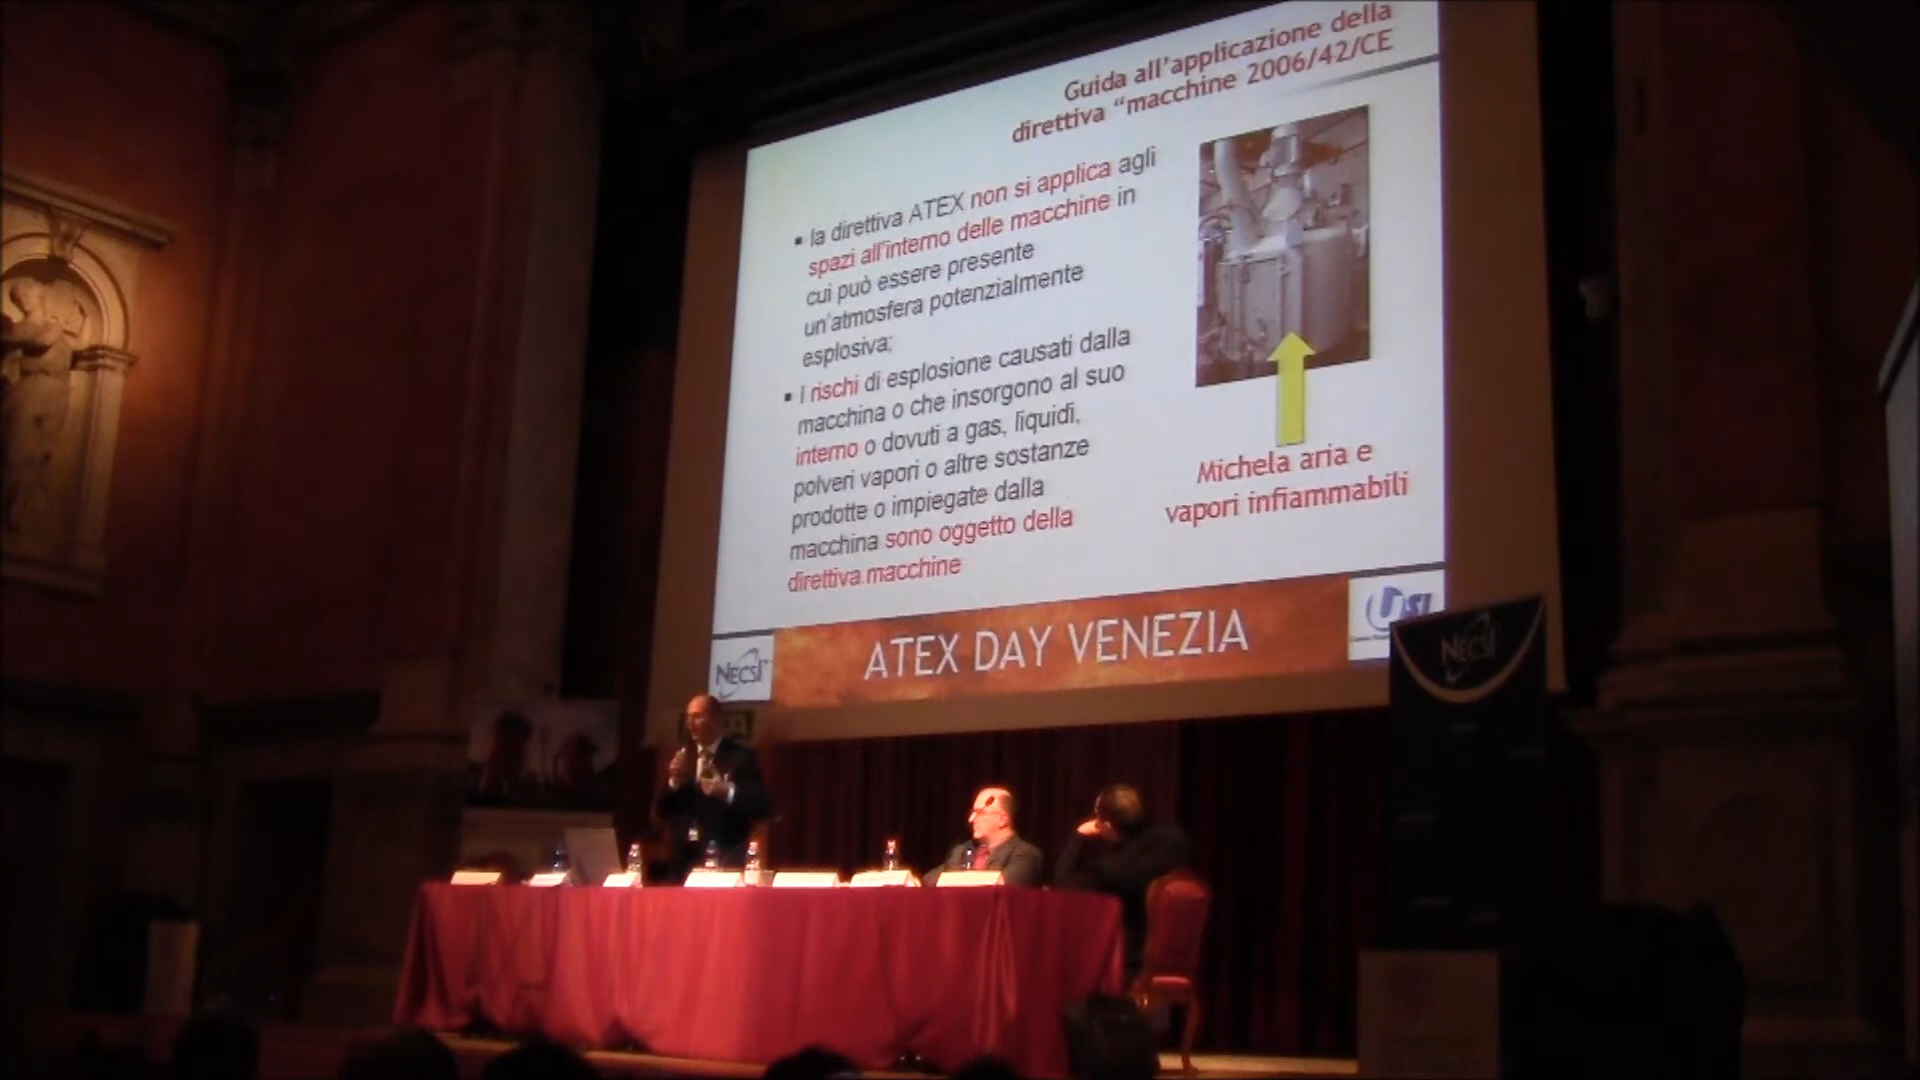 Guida all'applicazione della
direttiva “macchine 2006/42/CE
▪ la direttiva ATEX non si applica agli
spazi all'interno delle macchine in
cui può essere presente
un'atmosfera potenzialmente
esplosiva;
▪ I rischi di esplosione causati dalla
macchina o che insorgono al suo
interno o dovuti a gas, liquidi,
polveri vapori o altre sostanze
prodotte o impiegate dalla
macchina sono oggetto della
direttiva macchine
Michela aria e
vapori infiammabili
NECSI
ATEX DAY VENEZIA
USL
NECSI